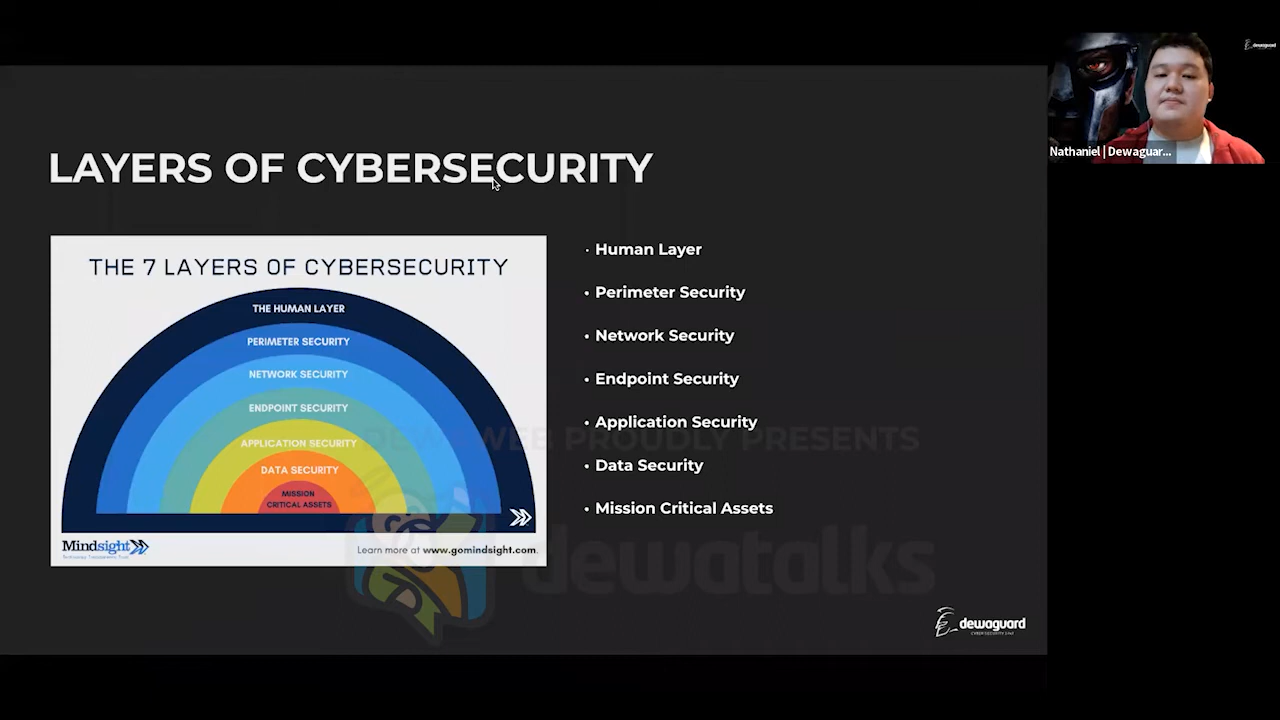 dewaguard
Nathaniel | Dewaguar...
LAYERS OF CYBERSECURITY
THE 7 LAYERS OF CYBERSECURITY
THE HUMAN LAYER
PERIMETER SECURITY
NETWORK SECURITY
ENDPOINT SECURITY
APPLICATION SECURITY
DATA SECURITY
MISSION
CRITICAL ASSETS
Mindsight
Learn more at www.gomindsight.com.
· Human Layer
• Perimeter Security
• Network Security
• Endpoint Security
• Application Security
• Data Security
• Mission Critical Assets
DEWAWEB PROUDLY PRESENTS
dewatalks
dewaguard